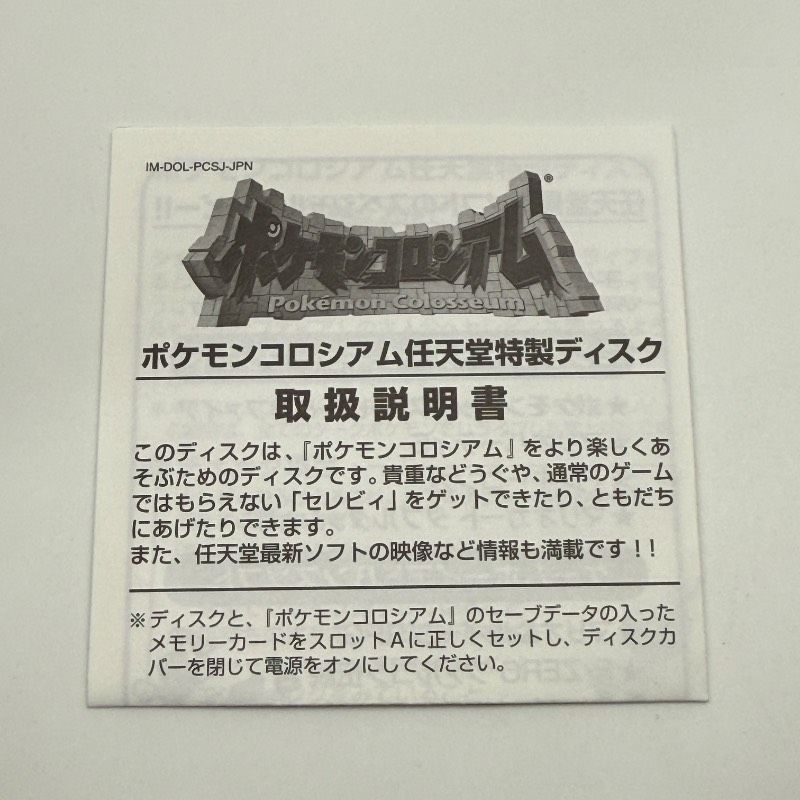 IM-DOL-PCSJ-JPN
ポケモンコロシアム®
Pokémon Colosseum
ポケモンコロシアム任天堂特製ディスク
取扱説明書
このディスクは、『ポケモンコロシアム』をより楽しくあ
そぶためのディスクです。貴重などうぐや、通常のゲーム
ではもらえない「セレビィ」をゲットできたり、ともだち
にあげたりできます。
また、任天堂最新ソフトの映像など情報も満載です!!
※ディスクと、『ポケモンコロシアム』のセーブデータの入った
メモリーカードをスロットAに正しくセットし、ディスクカ
バーを閉じて電源をオンにしてください。